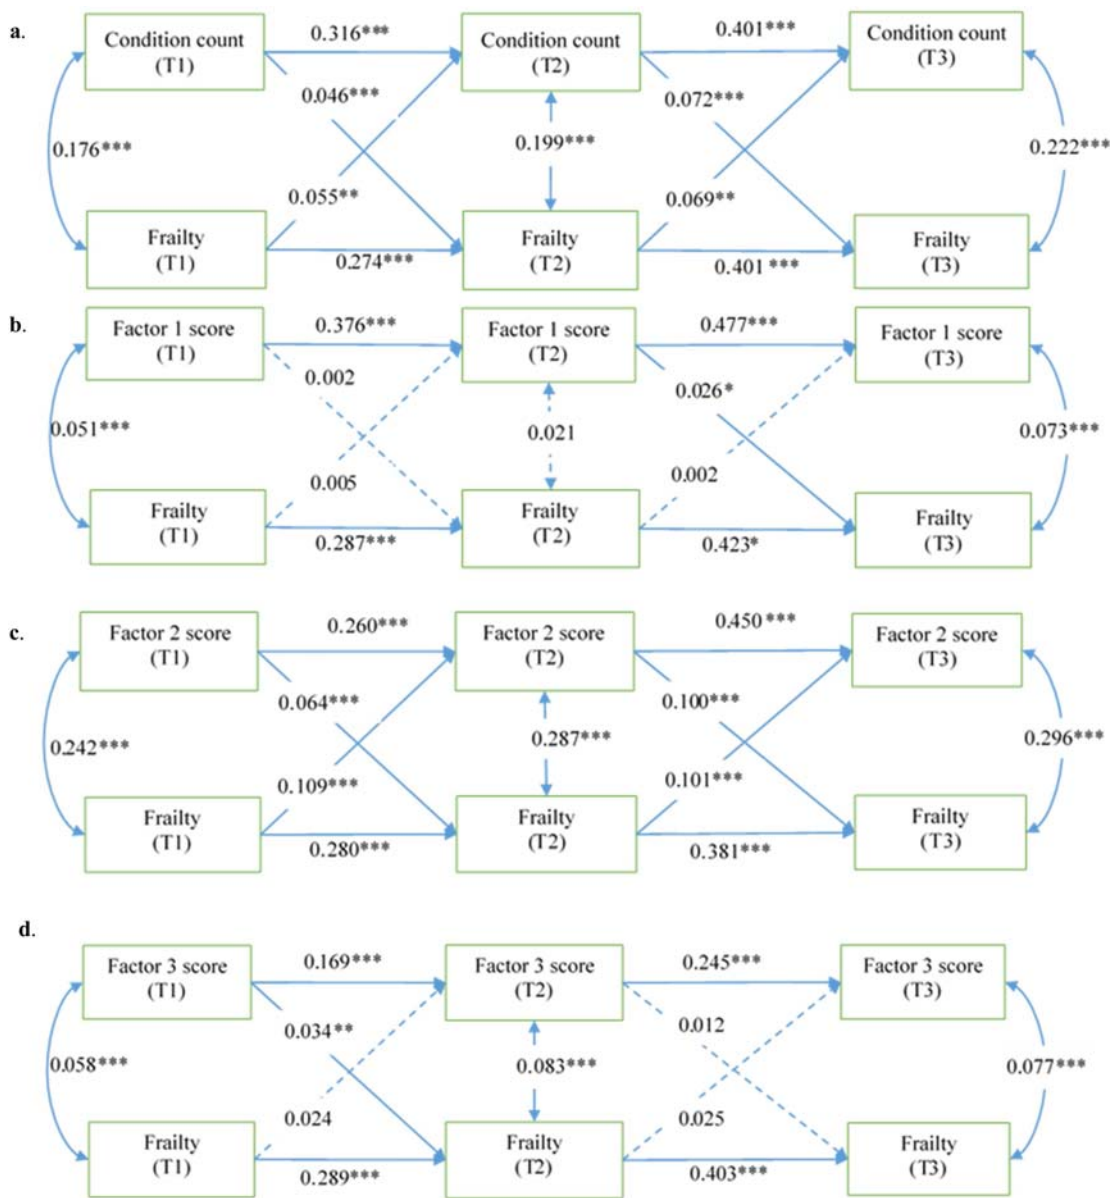 a.
Condition count
(T1)
0.316***
Condition count
(T2)
0.401***
Condition count
(T3)
0.046***
0.072***
0.176***
0.199***
0.222***
0.055**
0.069**
Frailty
(T1)
0.274***
Frailty
(T2)
0.401 ***
Frailty
(T3)
b.
Factor 1 score
(T1)
0.376***
Factor 1 score
(T2)
0.477***
Factor 1 score
(T3)
0.002
0.026*
0.051***
0.021
0.073***
0.005
0.002
Frailty
(T1)
0.287***
Frailty
(T2)
0.423*
Frailty
(T3)
c.
Factor 2 score
(T1)
0.260***
Factor 2 score
(T2)
0.450 ***
Factor 2 score
(T3)
0.064***
0.100***
0.242***
0.287***
0.296***
0.109***
0.101***
Frailty
(T1)
0.280***
Frailty
(T2)
0.381***
Frailty
(T3)
d.
Factor 3 score
(T1)
0.169***
Factor 3 score
(T2)
0.245***
Factor 3 score
(T3)
0.034**
0.012
0.058***
0.083***
0.077***
0.024
0.025
Frailty
(T1)
0.289***
Frailty
(T2)
0.403***
Frailty
(T3)